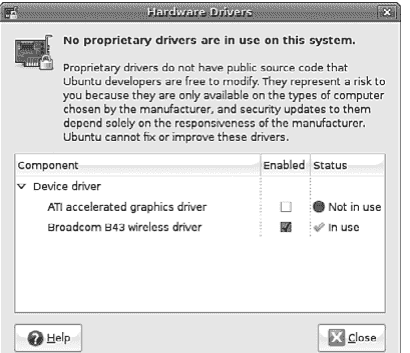 Hardware Drivers
No proprietary drivers are in use on this system.
Proprietary drivers do not have public source code that
Ubuntu developers are free to modify. They represent a risk to
you because they are only available on the types of computer
chosen by the manufacturer, and security updates to them
depend solely on the responsiveness of the manufacturer.
Ubuntu cannot fix or improve these drivers.
Component Enabled Status
Device driver
ATI accelerated graphics driver Not in use
Broadcom B43 wireless driver In use
Help Close